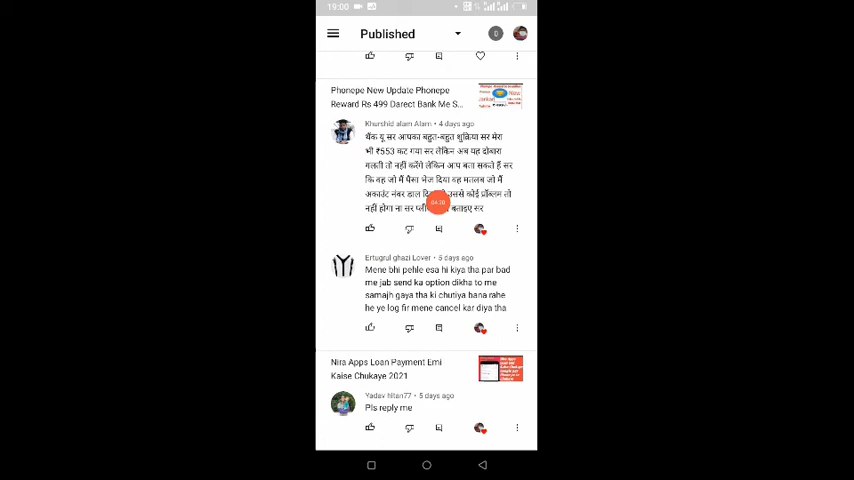 19:00
Published
0
Phonepe New Update Phonepe
Reward Rs 499 Darect Bank Me S...
Khurshid alam Alam • 4 days ago
थैंक यू सर आपका बहुत-बहुत शुक्रिया सर मेरा
भी ₹553 कट गया सर लेकिन अब यह दोबारा
गलती तो नहीं करेंगे लेकिन आप बता सकते हैं सर
कि वह जो मैं पैसा भेज दिया वह मतलब जो मैं
अकाउंट नंबर डाल उससे कोई प्रॉब्लम तो
नहीं होगा ना सर बताइए सर
Ertugrul ghazi Lover • 5 days ago
Mene bhi pehle esa hi kiya tha par bad
me jab send ka option dikha to me
samajh gaya tha ki chutiya bana rahe
he ye log fir mene cancel kar diya tha
Nira Apps Loan Payment Emi
Kaise Chukaye 2021
Yadav hitan77 • 5 days ago
Pls reply me